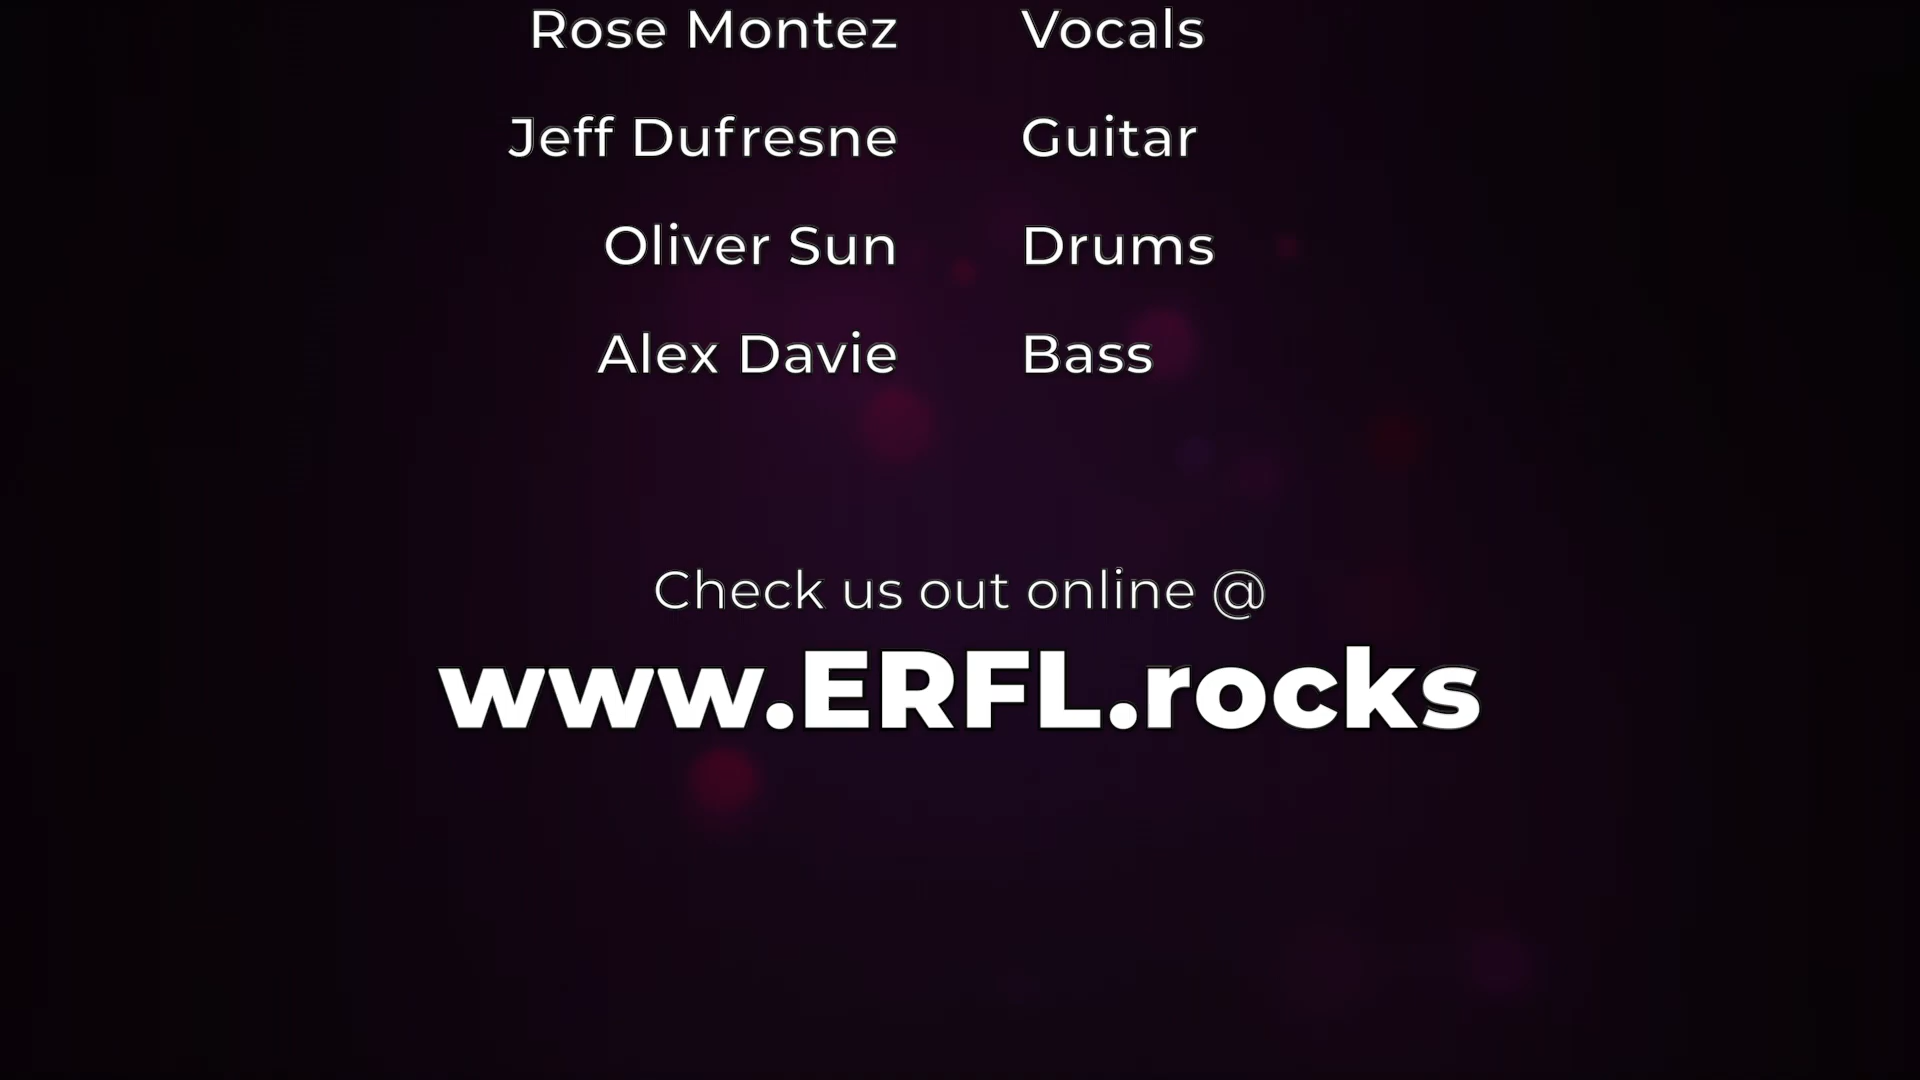 Rose Montez Vocals
Jeff Dufresne Guitar
Oliver Sun Drums
Alex Davie Bass
Check us out online @
www.ERFL.rocks